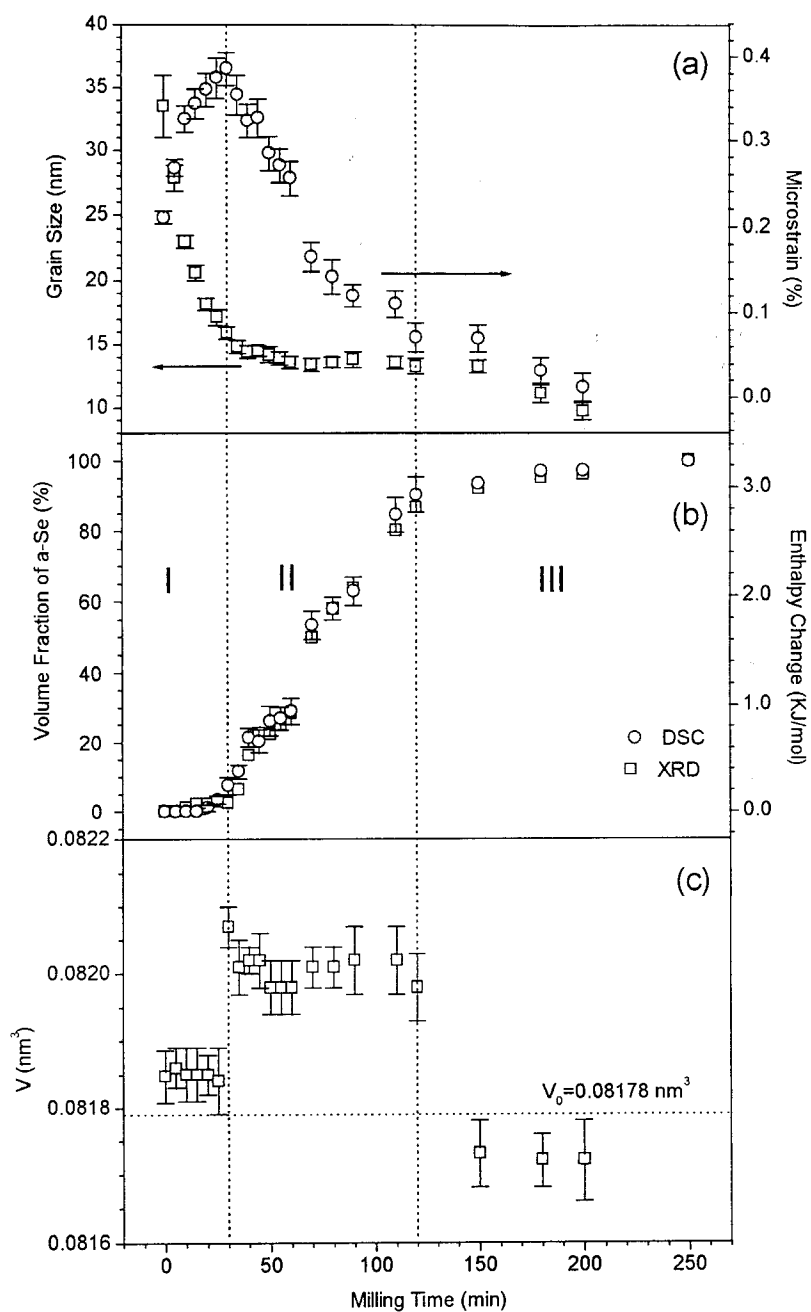 (a)
40
35
30
25
20
15
10
Grain Size (nm)
0.4
0.3
0.2
0.1
0.0
Microstrain (%)
(b)
100
80
60
40
20
0
Volume Fraction of a-Se (%)
I
II
III
3.0
2.0
1.0
0.0
Enthalpy Change (KJ/mol)
DSC
XRD
(c)
0.0822
0.0820
0.0818
0.0816
V (nm³)
V₀=0.08178 nm³
0 50 100 150 200 250
Milling Time (min)